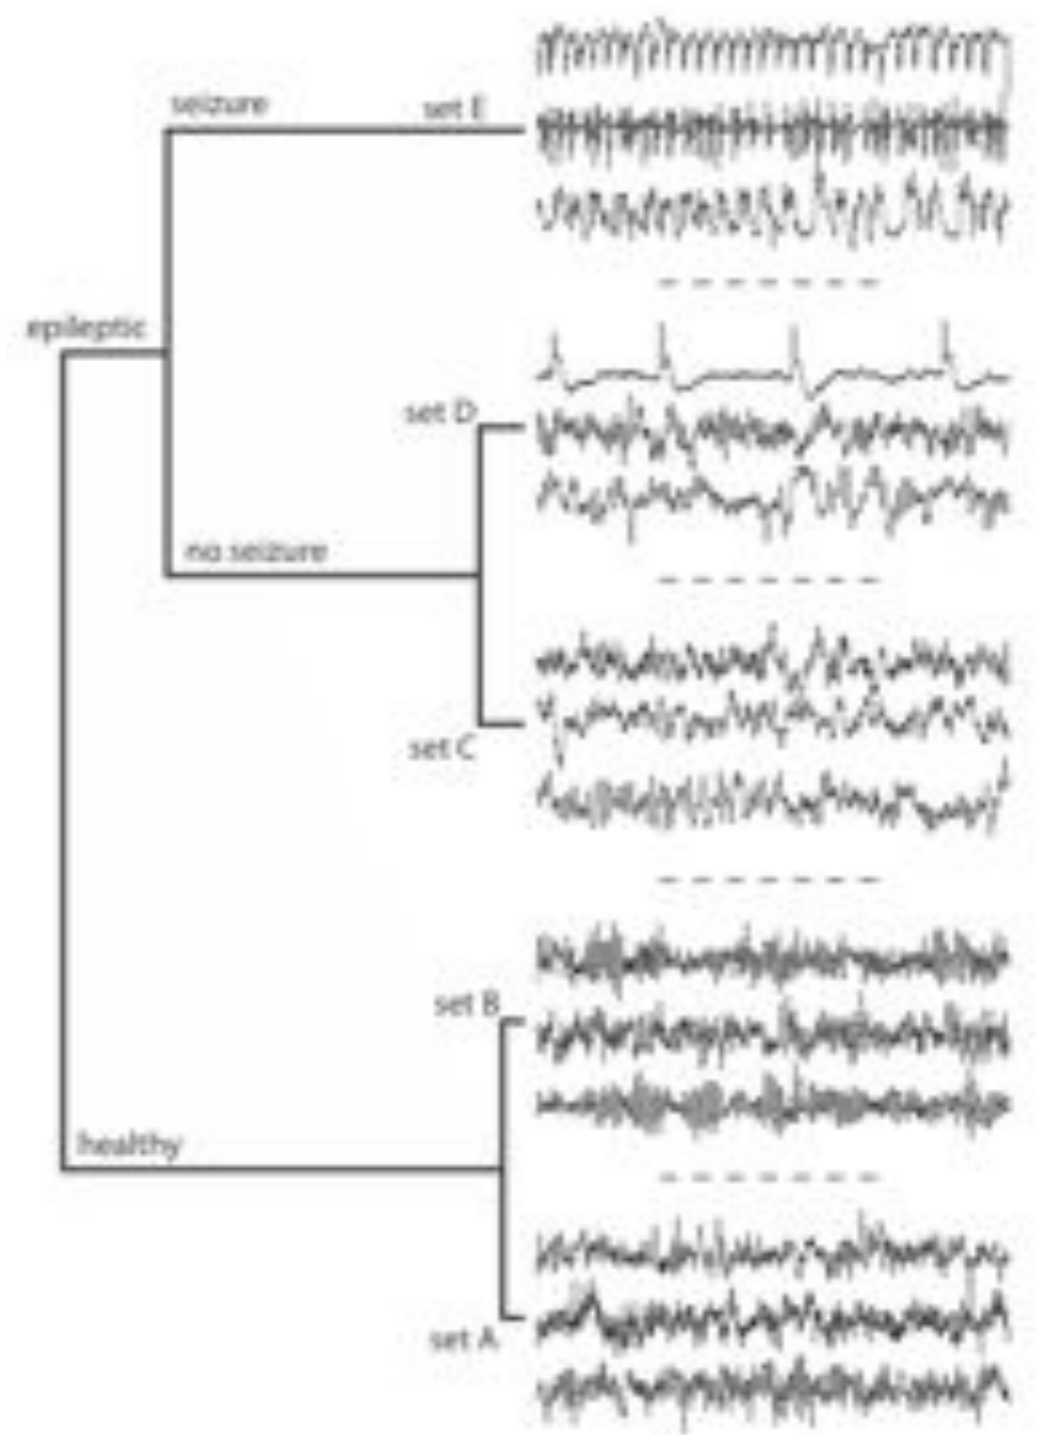 seizure
set E
epileptic
set D
no seizure
set C
set B
healthy
set A